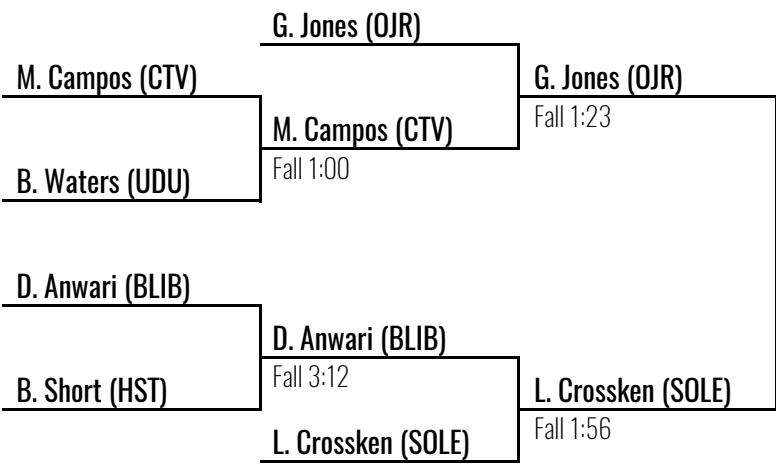 G. Jones (OJR)
M. Campos (CTV)
G. Jones (OJR)
Fall 1:23
M. Campos (CTV)
Fall 1:00
B. Waters (UDU)
D. Anwari (BLIB)
D. Anwari (BLIB)
Fall 3:12
B. Short (HST)
L. Crossken (SOLE)
Fall 1:56
L. Crossken (SOLE)